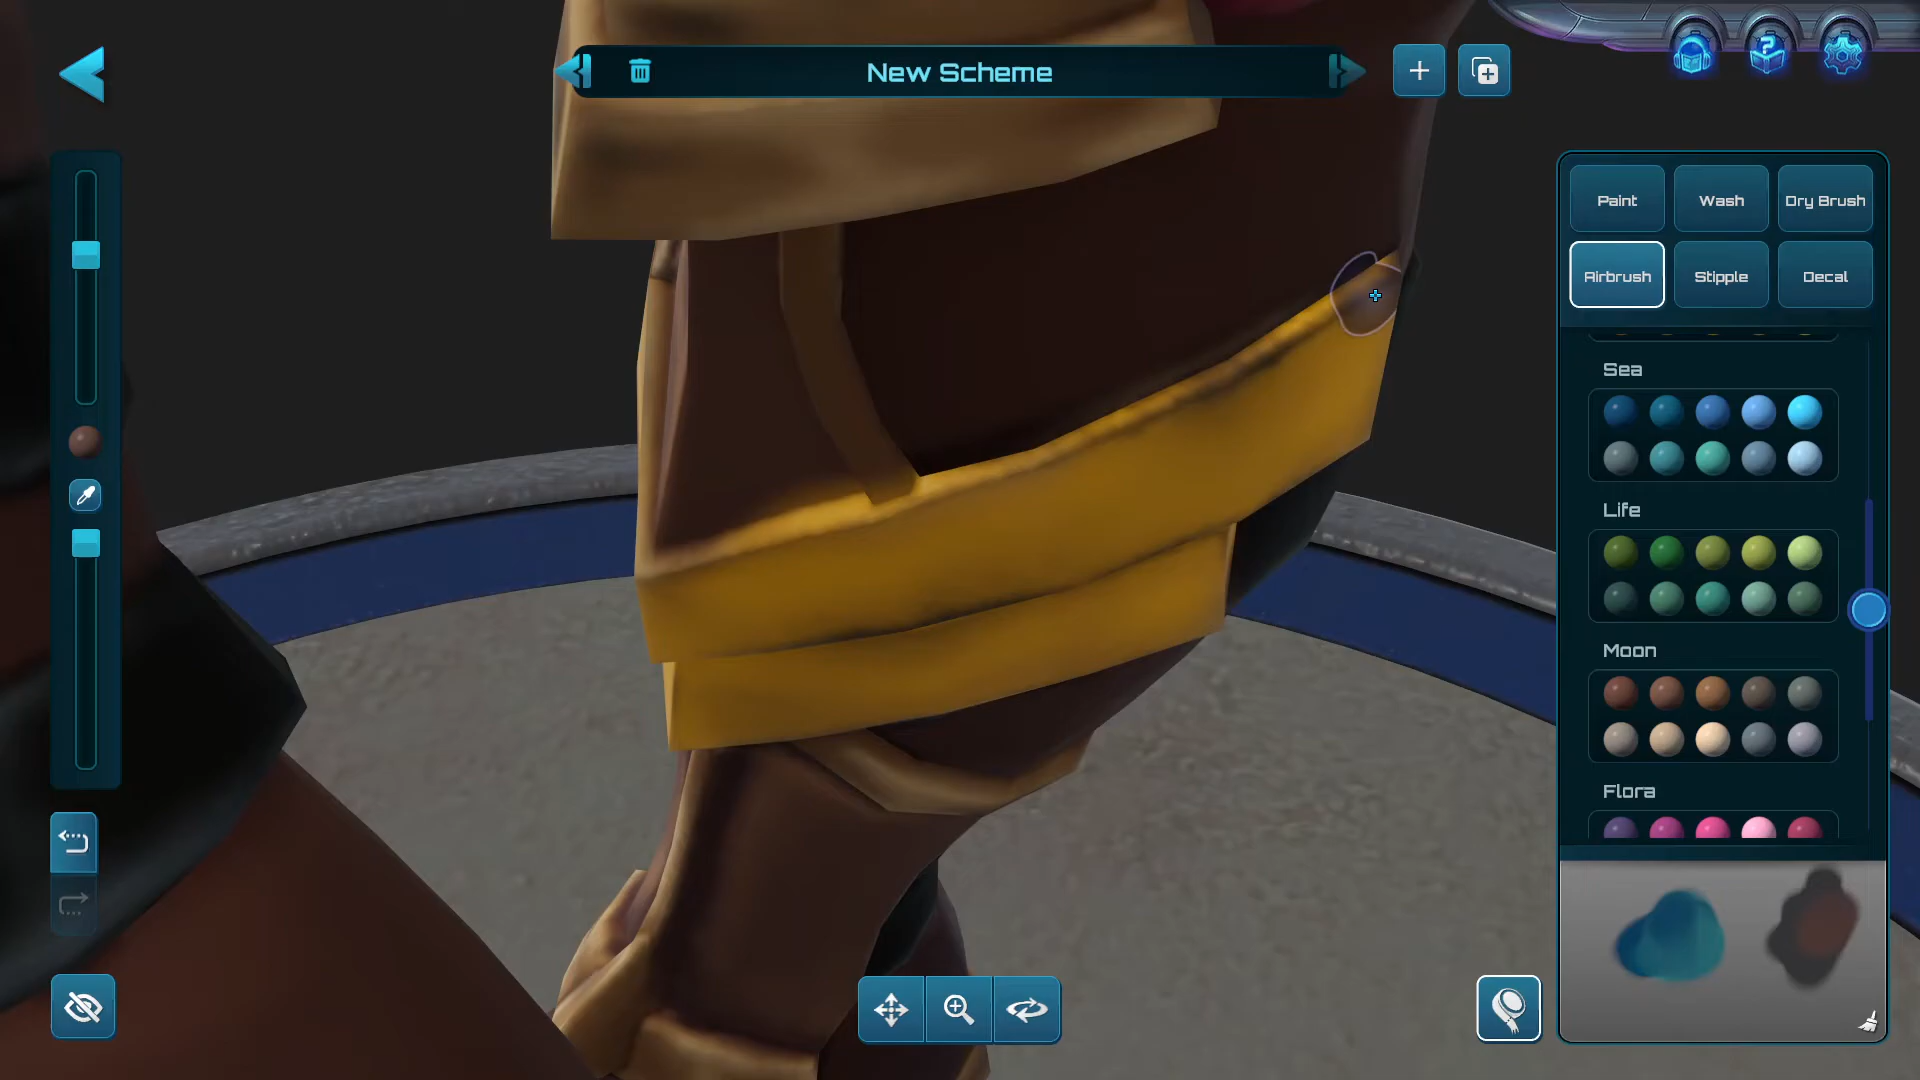 New Scheme
Paint
Wash
Dry Brush
Airbrush
Stipple
Decal
Sea
Life
Moon
Flora